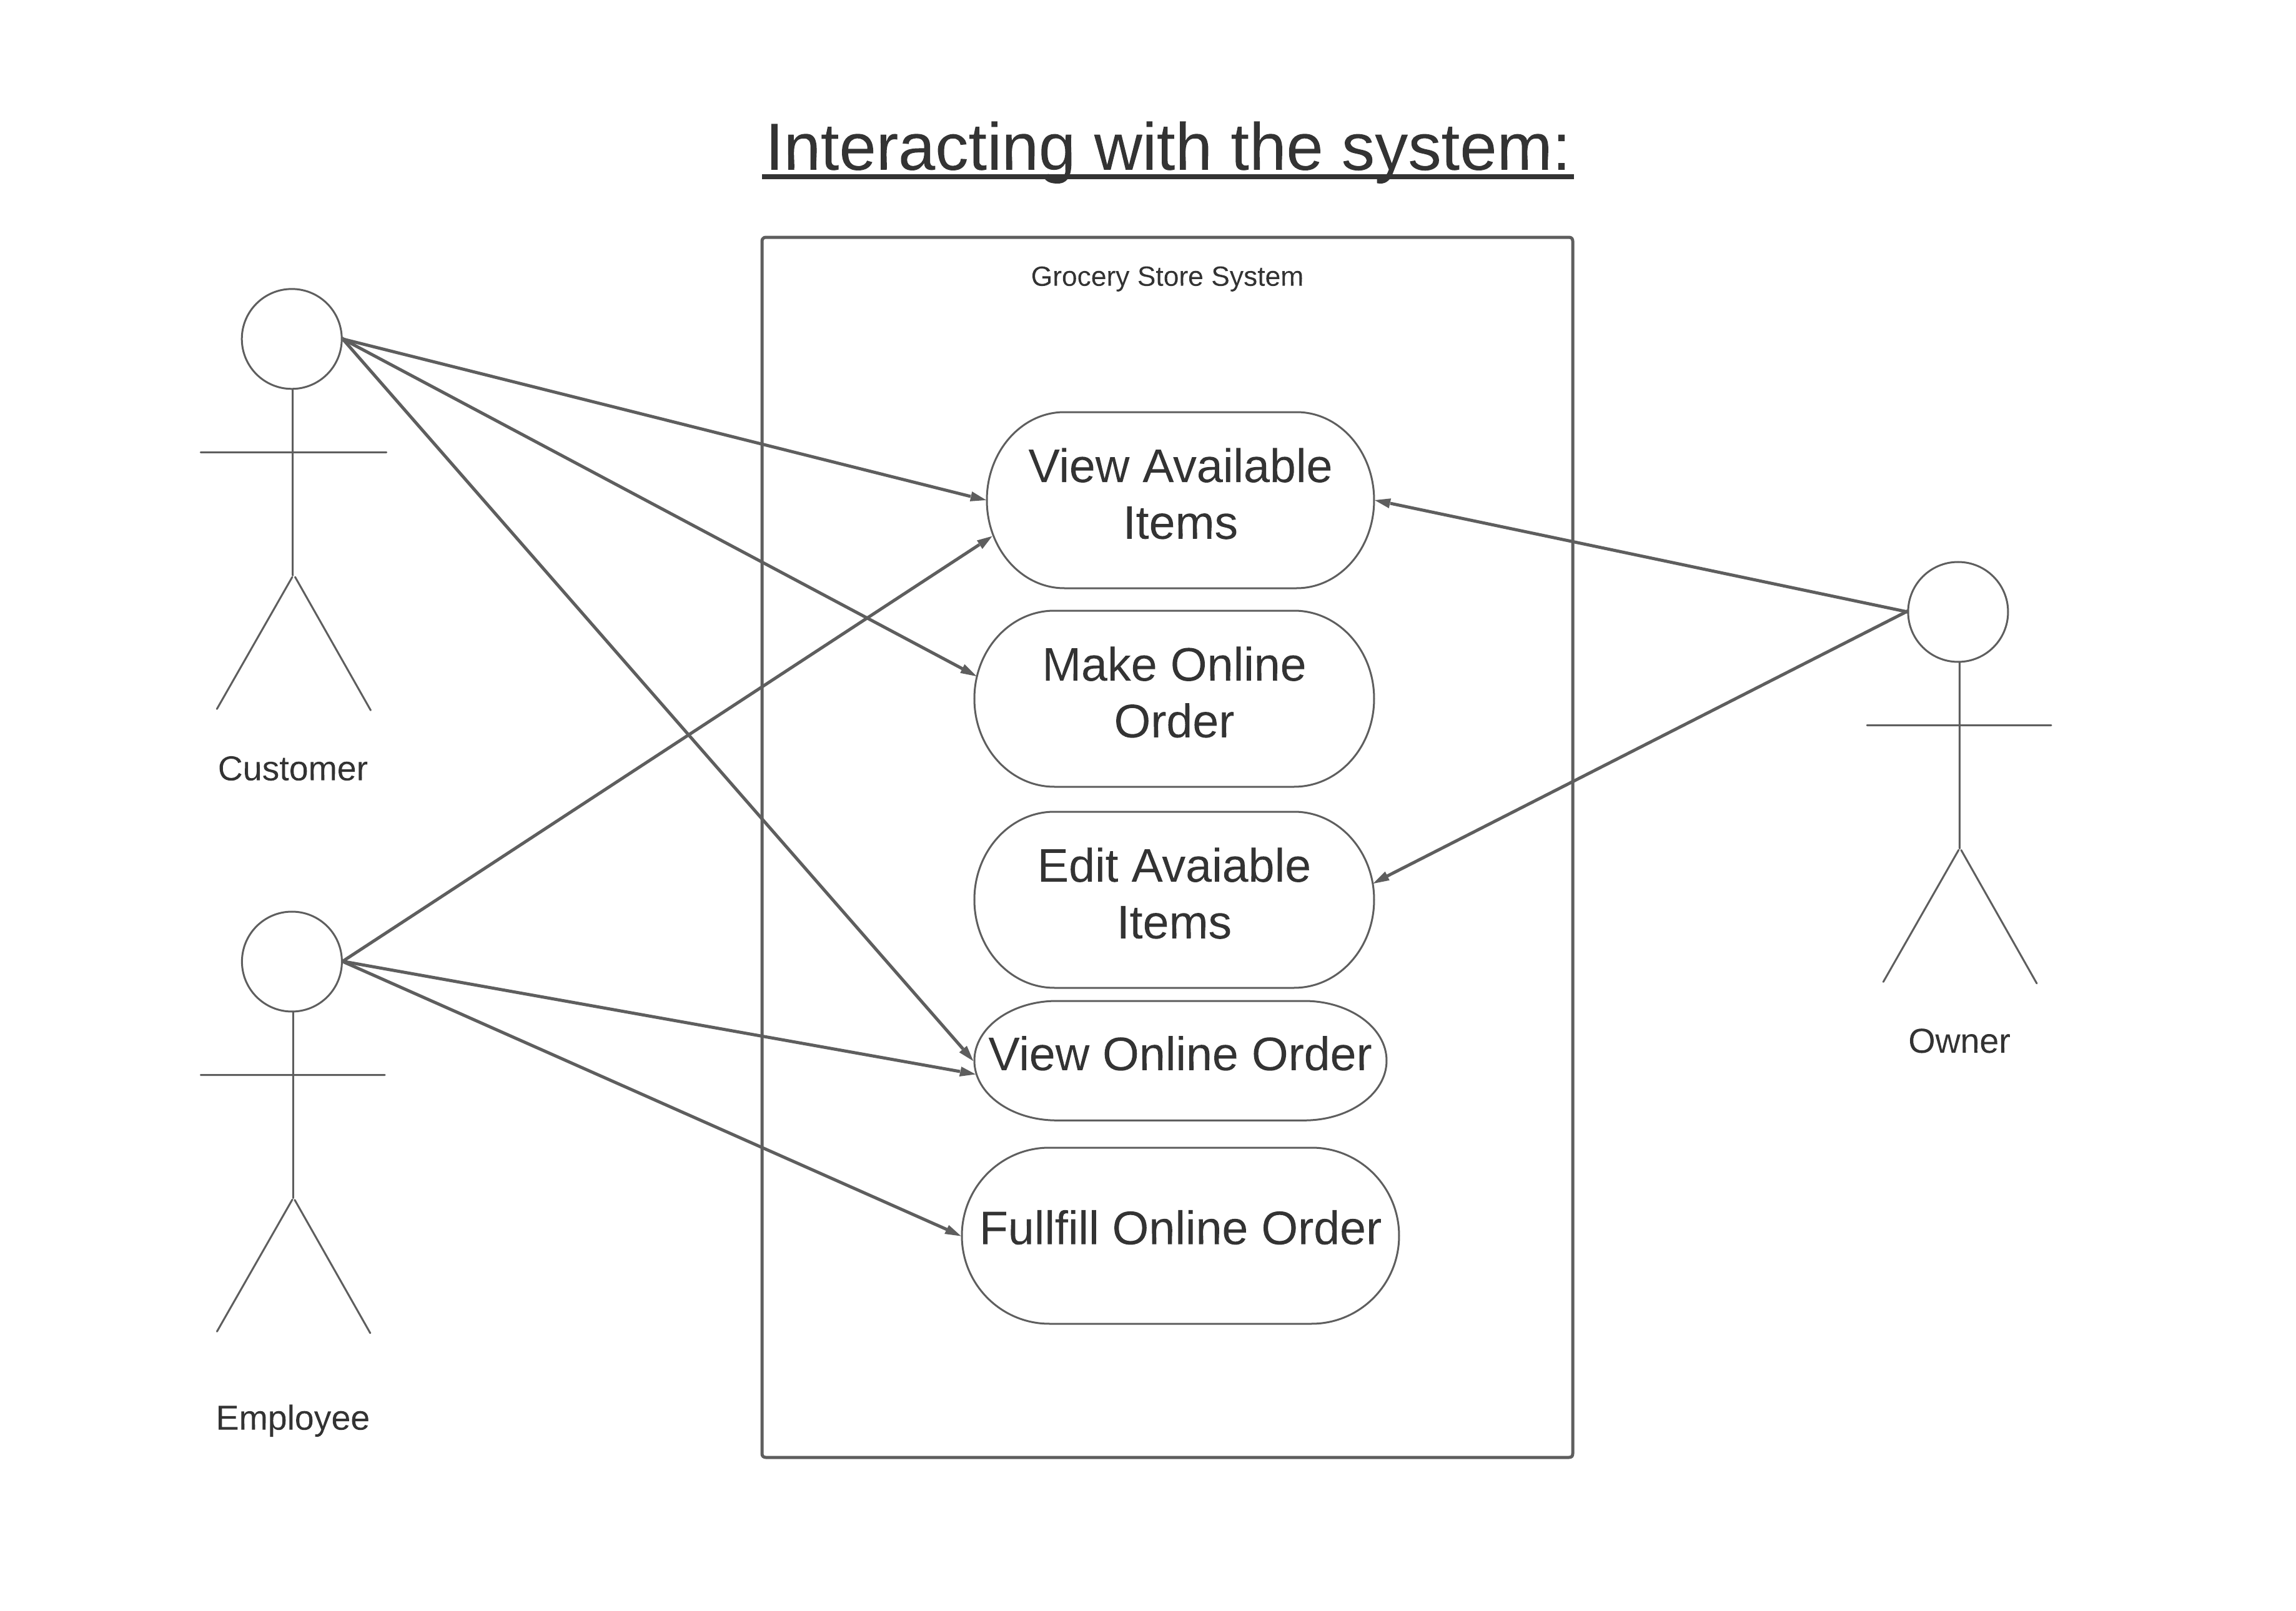 Interacting with the system:
Grocery Store System
View Available
Items
Make Online
Order
Customer
Edit Avaiable
Items
View Online Order
Owner
Fullfill Online Order
Employee